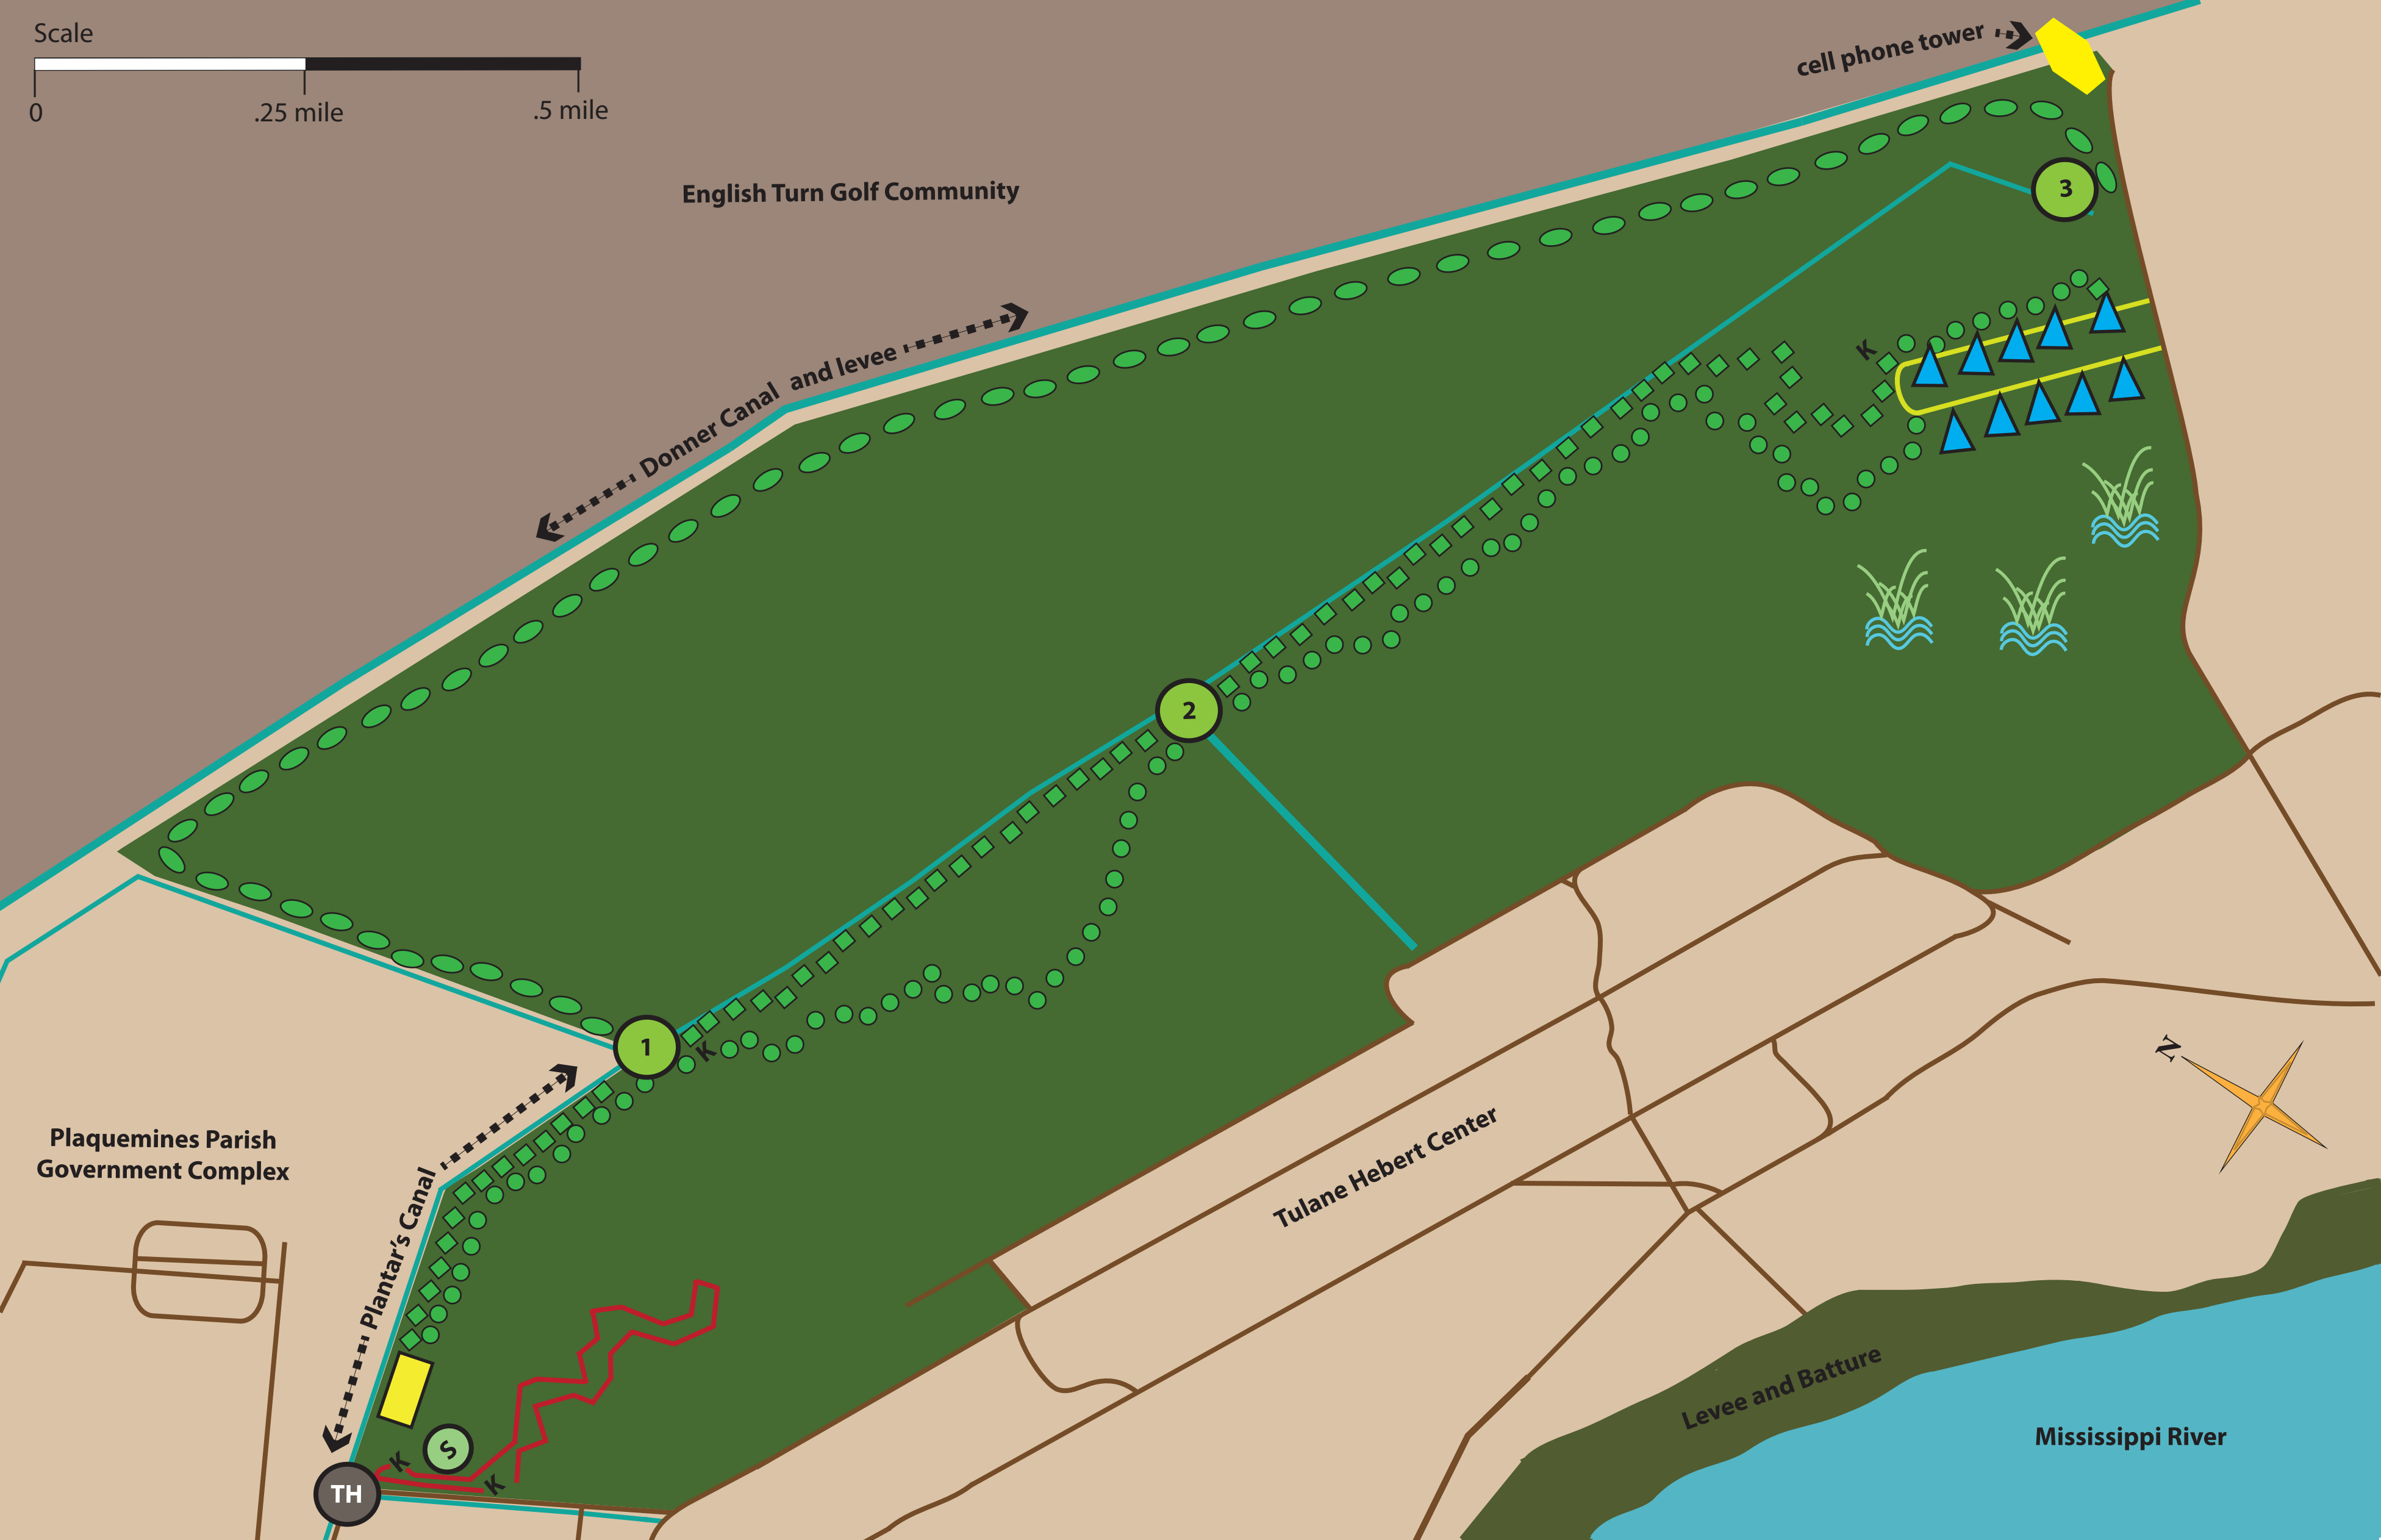 Scale
0
.25 mile
.5 mile
cell phone tower
English Turn Golf Community
3
Donner Canal and levee
K
2
1
K
N
Plaquemines Parish
Government Complex
Plantar's Canal
Tulane Hebert Center
Levee and Batture
Mississippi River
S
K
K
TH